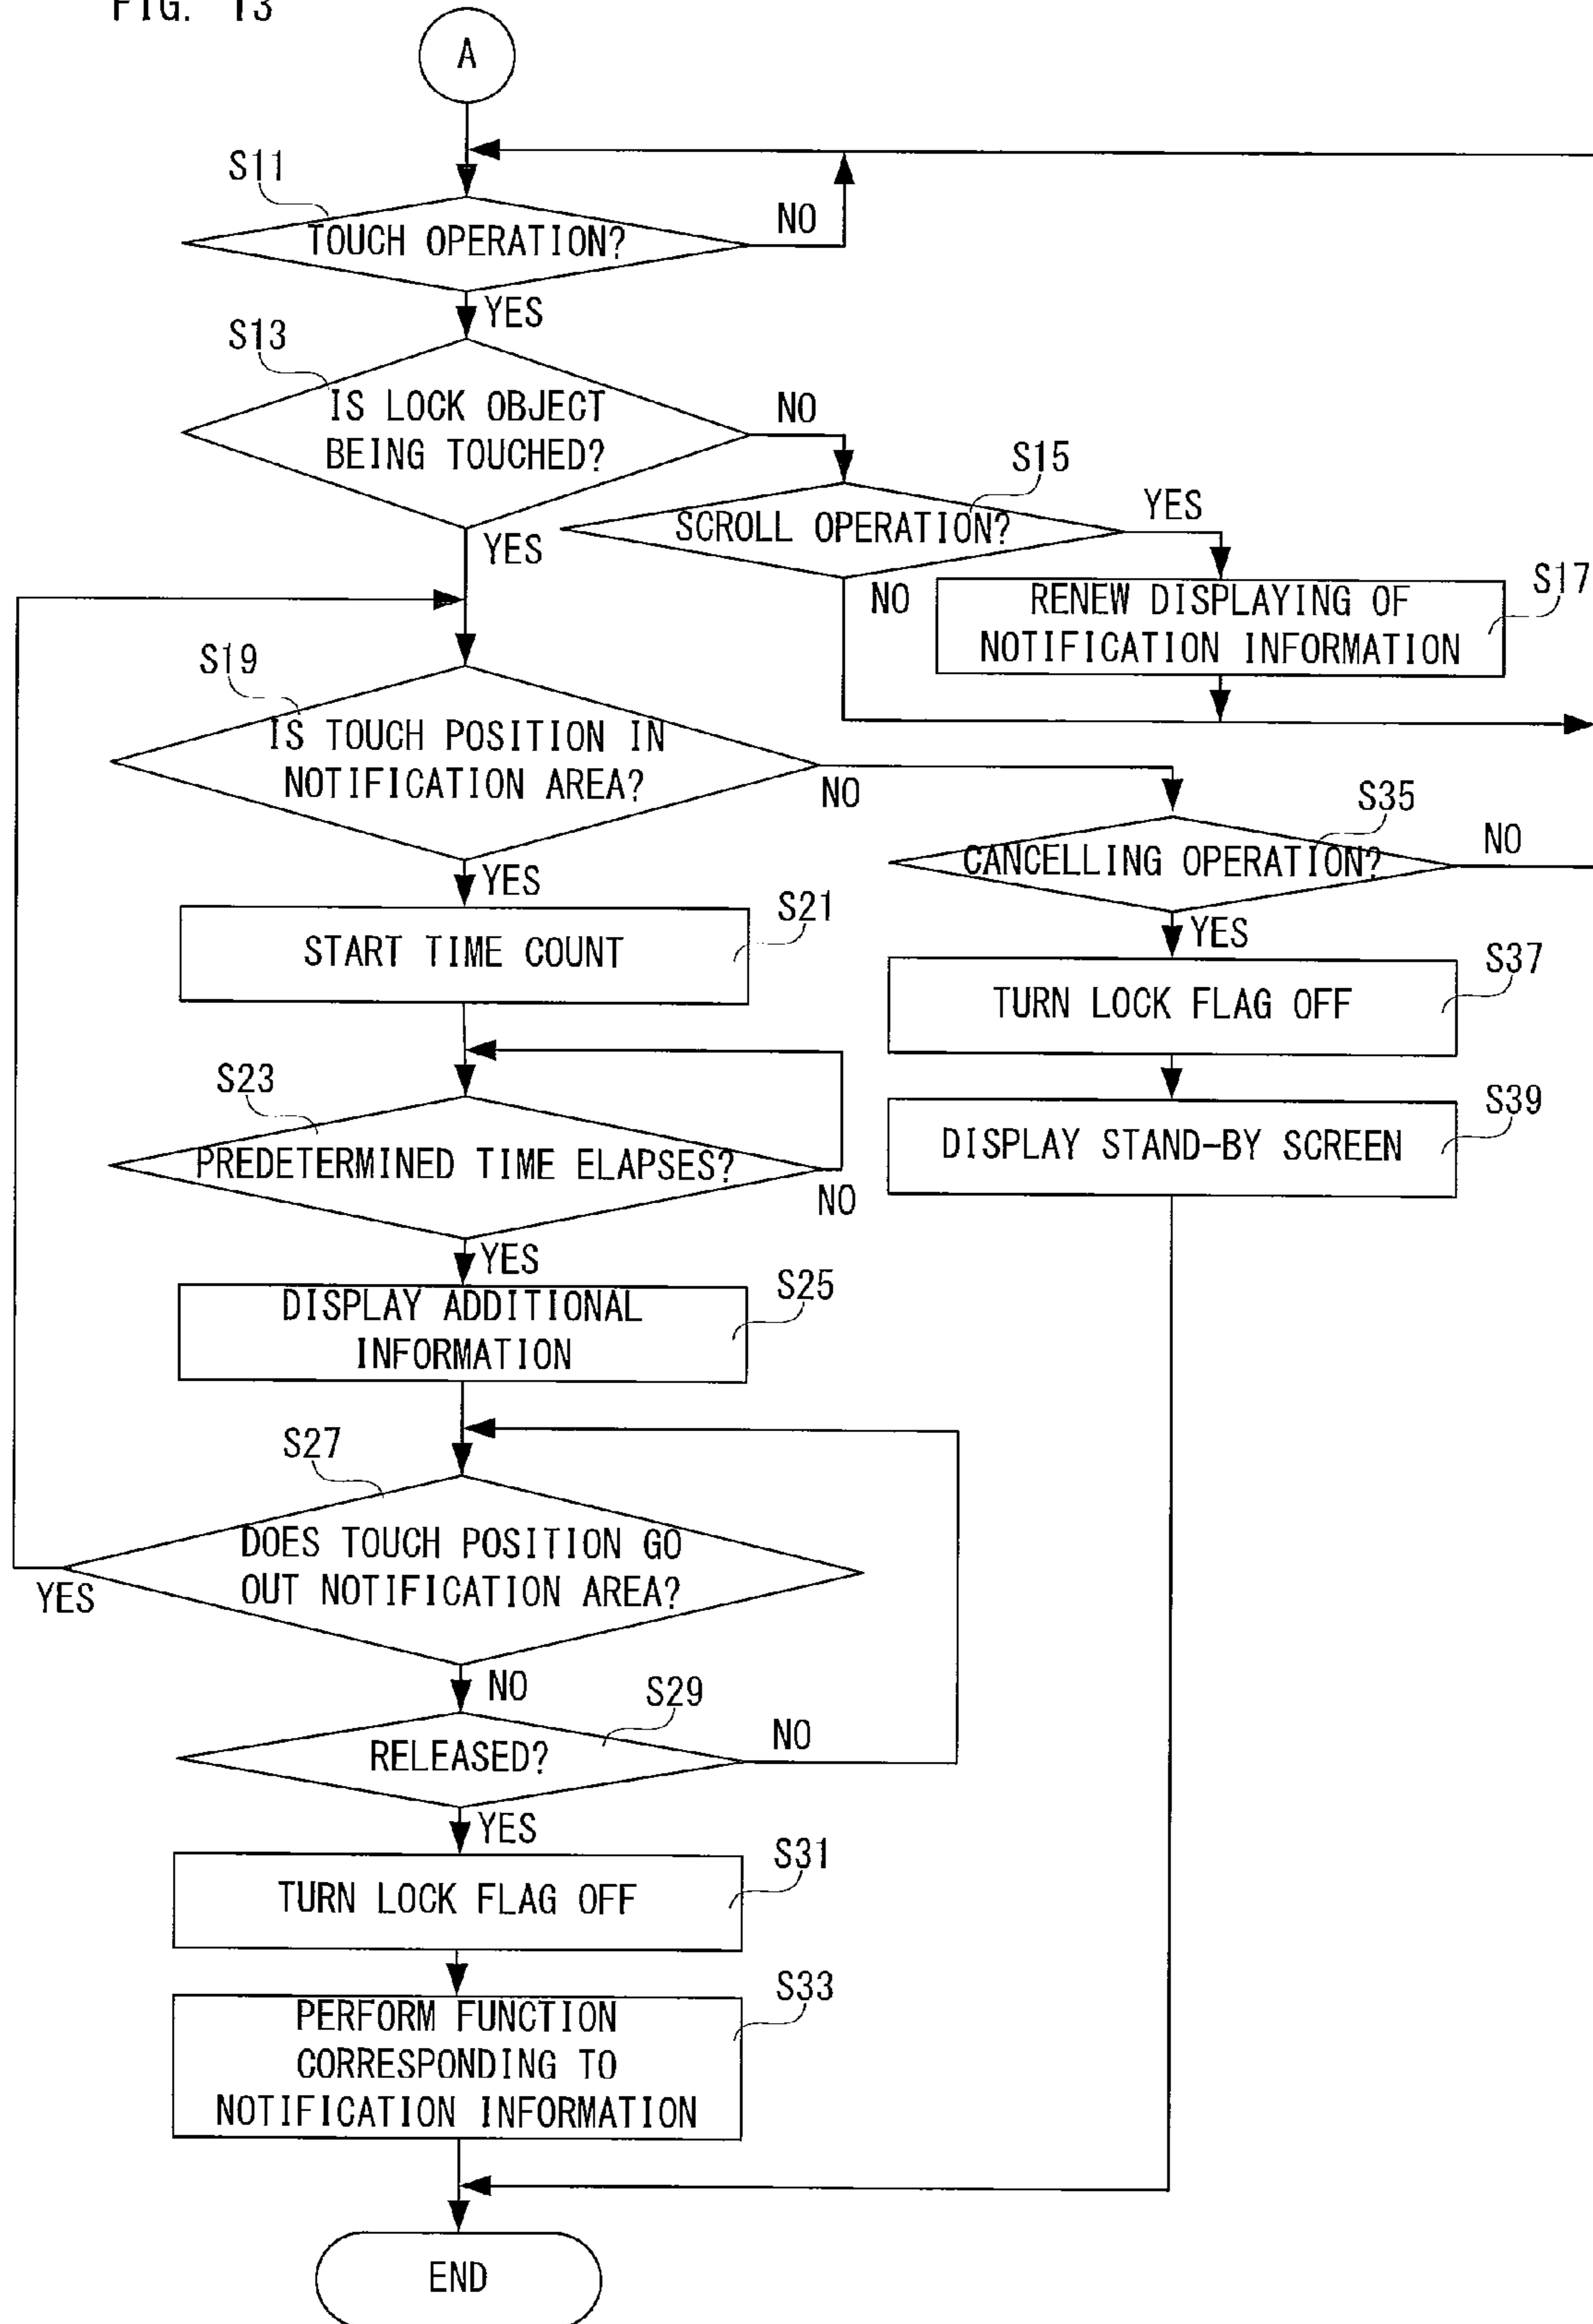 FIG. 13
A
S11
TOUCH OPERATION?
NO
YES
S13
IS LOCK OBJECT
BEING TOUCHED?
NO
YES
S15
SCROLL OPERATION?
YES
NO
S17
RENEW DISPLAYING OF
NOTIFICATION INFORMATION
S19
IS TOUCH POSITION IN
NOTIFICATION AREA?
NO
YES
S35
CANCELLING OPERATION?
NO
YES
S21
START TIME COUNT
S37
TURN LOCK FLAG OFF
S23
PREDETERMINED TIME ELAPSES?
NO
YES
S39
DISPLAY STAND-BY SCREEN
S25
DISPLAY ADDITIONAL
INFORMATION
S27
DOES TOUCH POSITION GO
OUT NOTIFICATION AREA?
YES
NO
S29
RELEASED?
NO
YES
S31
TURN LOCK FLAG OFF
S33
PERFORM FUNCTION
CORRESPONDING TO
NOTIFICATION INFORMATION
END